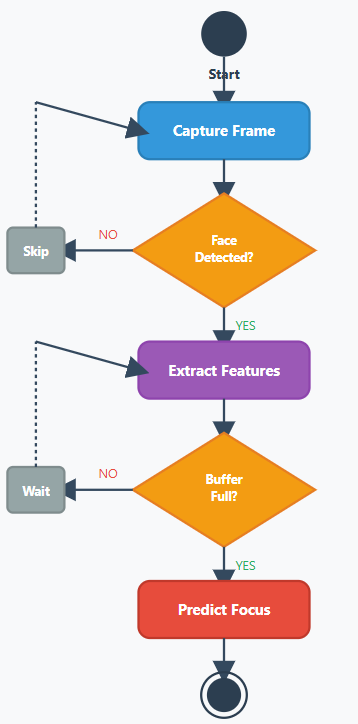 Start
Capture Frame
Face
Detected?
NO
Skip
YES
Extract Features
Buffer
Full?
NO
Wait
YES
Predict Focus